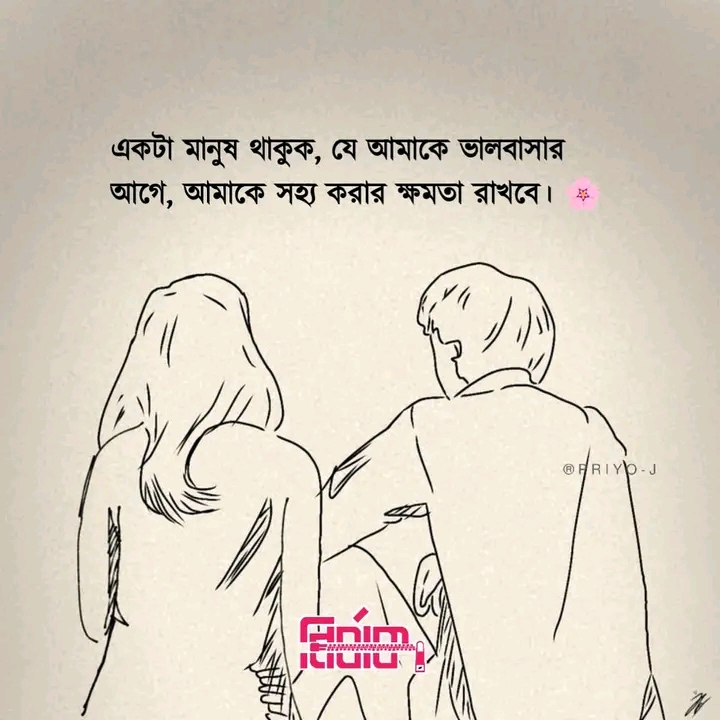 একটা মানুষ থাকুক, যে আমাকে ভালবাসার
আগে, আমাকে সহ্য করার ক্ষমতা রাখবে। 🌸
®PRIYO-J